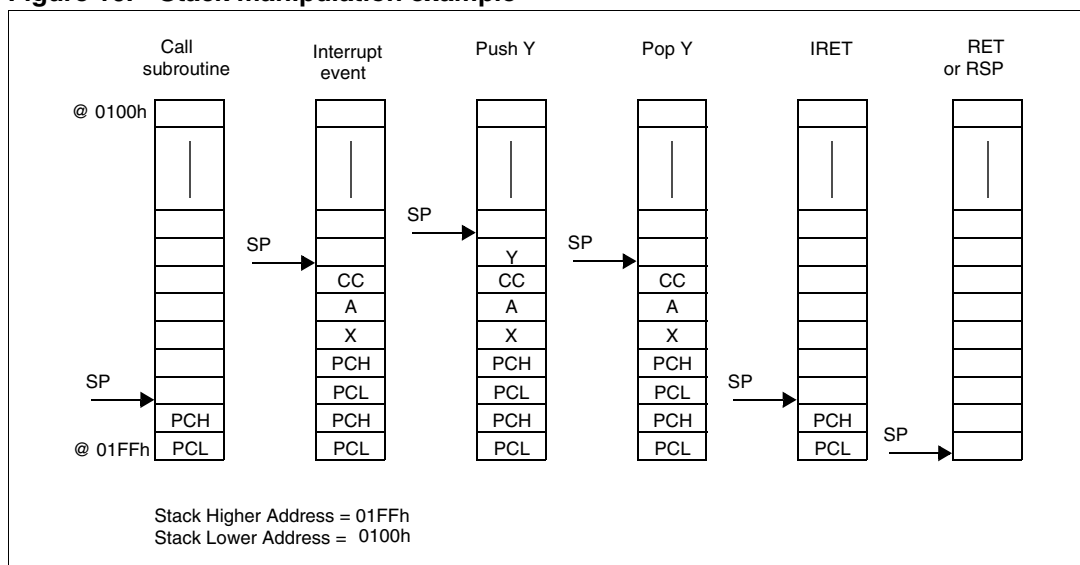 Figure 10. Stack manipulation example
Call
subroutine
Interrupt
event
Push Y
Pop Y
IRET
RET
or RSP
@ 0100h
SP
SP
SP
Y
CC
CC
CC
A
A
A
X
X
X
PCH
PCH
PCH
SP
PCL
PCL
PCL
SP
PCH
PCH
PCH
PCH
PCH
@ 01FFh
PCL
PCL
PCL
PCL
PCL
SP
Stack Higher Address = 01FFh
Stack Lower Address = 0100h